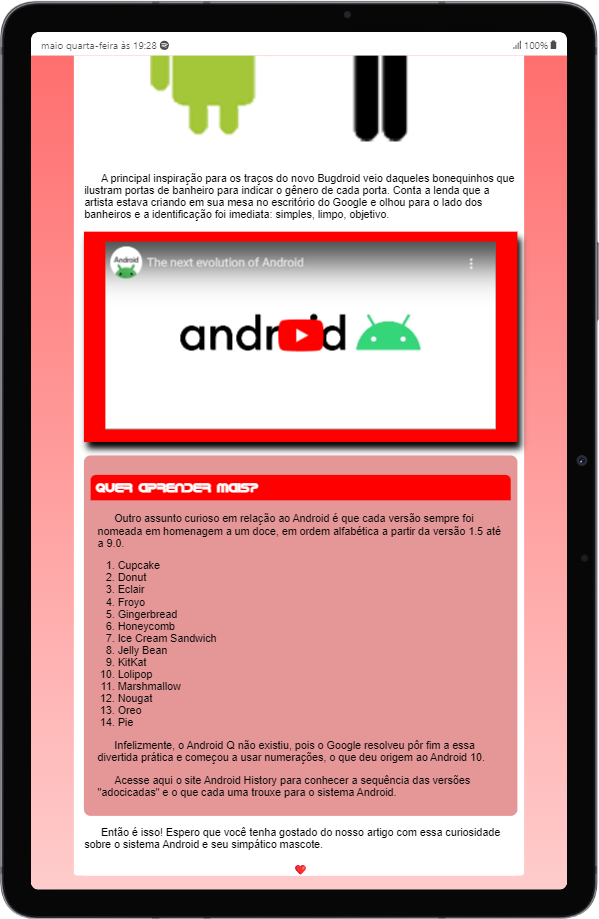 maio quarta-feira às 19:28
100%
A principal inspiração para os traços do novo Bugdroid veio daqueles bonequinhos que
ilustram portas de banheiro para indicar o gênero de cada porta. Conta a lenda que a
artista estava criando em sua mesa no escritório do Google e olhou para o lado dos
banheiros e a identificação foi imediata: simples, limpo, objetivo.
Android
The next evolution of Android
android
Quer aprender mais?
Outro assunto curioso em relação ao Android é que cada versão sempre foi
nomeada em homenagem a um doce, em ordem alfabética a partir da versão 1.5 até
a 9.0.
1. Cupcake
2. Donut
3. Eclair
4. Froyo
5. Gingerbread
6. Honeycomb
7. Ice Cream Sandwich
8. Jelly Bean
9. KitKat
10. Lolipop
11. Marshmallow
12. Nougat
13. Oreo
14. Pie
Infelizmente, o Android Q não existiu, pois o Google resolveu pôr fim a essa
divertida prática e começou a usar numerações, o que deu origem ao Android 10.
Acesse aqui o site Android History para conhecer a sequência das versões
"adocicadas" e o que cada uma trouxe para o sistema Android.
Então é isso! Espero que você tenha gostado do nosso artigo com essa curiosidade
sobre o sistema Android e seu simpático mascote.